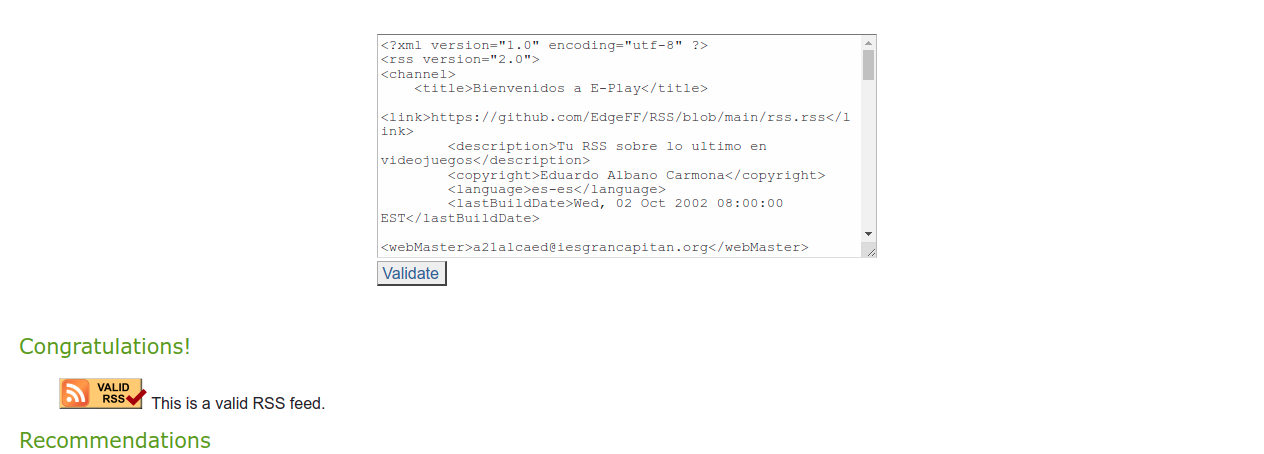 <?xml version="1.0" encoding="utf-8" ?>
<rss version="2.0">
<channel>
    <title>Bienvenidos a E-Play</title>
<link>https://github.com/EdgeFF/RSS/blob/main/rss.rss</l
ink>
        <description>Tu RSS sobre lo ultimo en
videojuegos</description>
        <copyright>Eduardo Albano Carmona</copyright>
        <language>es-es</language>
        <lastBuildDate>Wed, 02 Oct 2002 08:00:00
EST</lastBuildDate>
<webMaster>a21alcaed@iesgrancapitan.org</webMaster>
Validate
Congratulations!
VALID
RSS
This is a valid RSS feed.
Recommendations